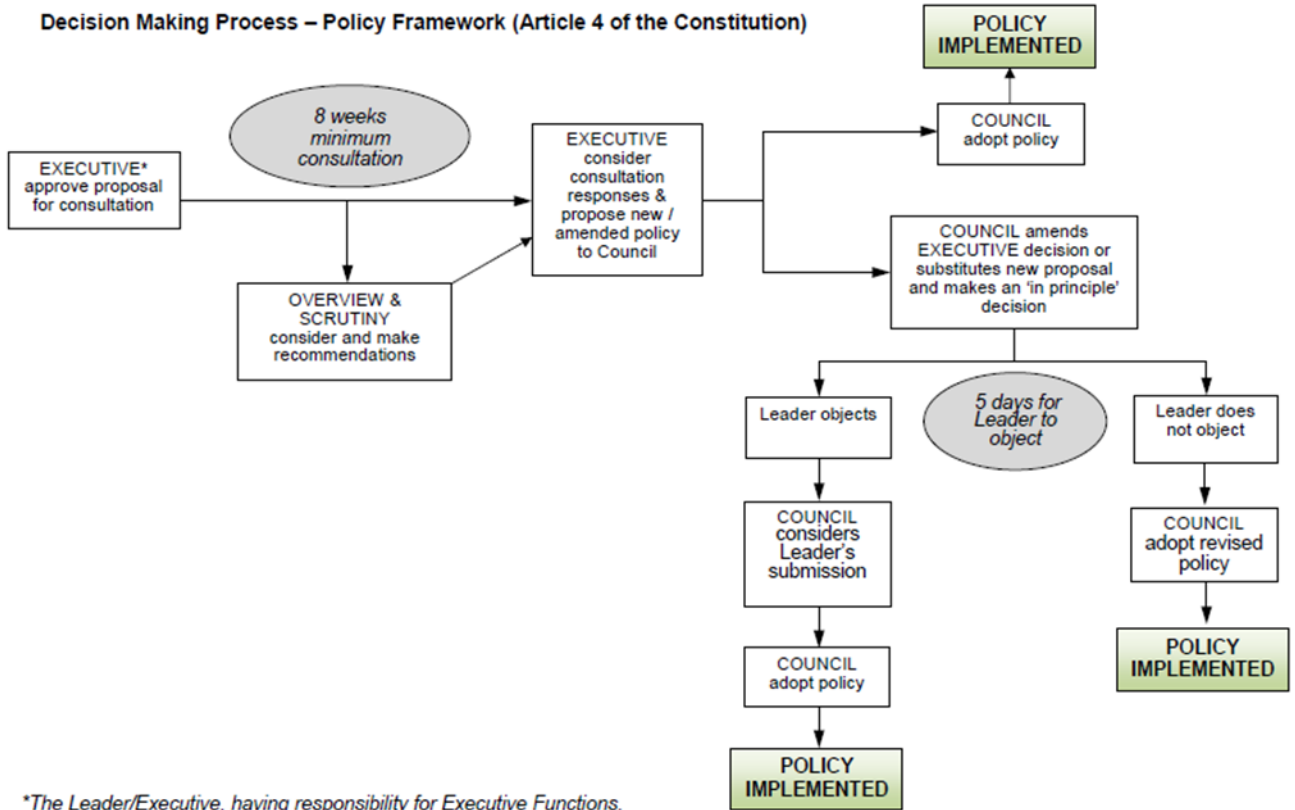 Decision Making Process – Policy Framework (Article 4 of the Constitution)
POLICY
IMPLEMENTED
8 weeks
minimum
consultation
COUNCIL
adopt policy
EXECUTIVE*
approve proposal
for consultation
EXECUTIVE
consider
consultation
responses &
propose new /
amended policy
to Council
COUNCIL amends
EXECUTIVE decision or
substitutes new proposal
and makes an ‘in principle’
decision
OVERVIEW &
SCRUTINY
consider and make
recommendations
Leader objects
5 days for
Leader to
object
Leader does
not object
COUNCIL
considers
Leader’s
submission
COUNCIL
adopt revised
policy
COUNCIL
adopt policy
POLICY
IMPLEMENTED
POLICY
IMPLEMENTED
*The Leader/Executive, having responsibility for Executive Functions.